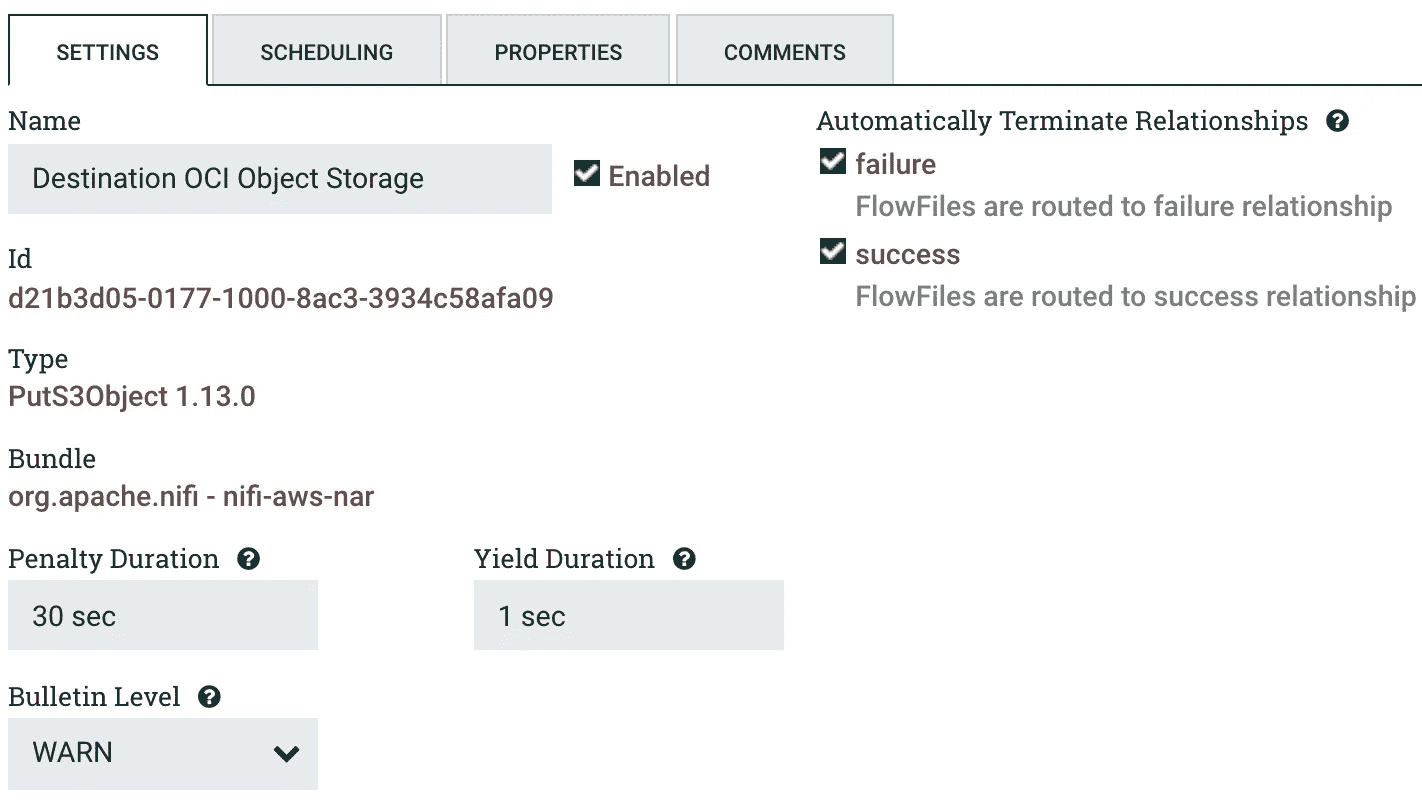 SETTINGS SCHEDULING PROPERTIES COMMENTS
Name
Destination OCI Object Storage
Enabled
Id
d21b3d05-0177-1000-8ac3-3934c58afa09
Type
PutS3Object 1.13.0
Bundle
org.apache.nifi - nifi-aws-nar
Penalty Duration ?
30 sec
Yield Duration ?
1 sec
Bulletin Level ?
WARN
Automatically Terminate Relationships ?
failure
FlowFiles are routed to failure relationship
success
FlowFiles are routed to success relationship